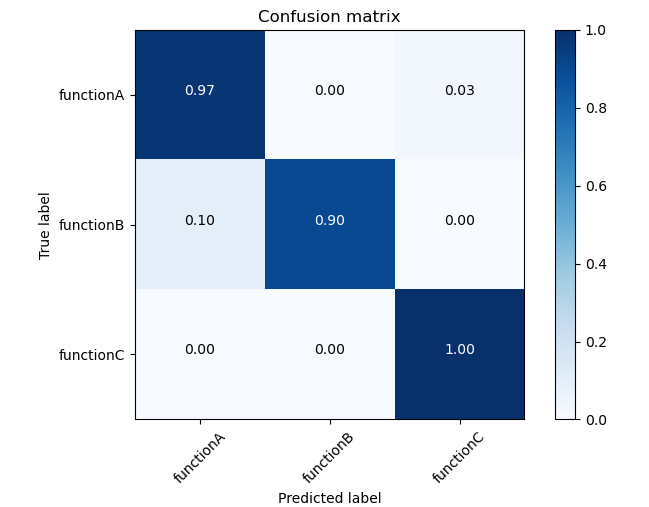 Confusion matrix
True label
functionA 0.97 0.00 0.03
functionB 0.10 0.90 0.00
functionC 0.00 0.00 1.00
functionA functionB functionC
Predicted label
1.0
0.8
0.6
0.4
0.2
0.0